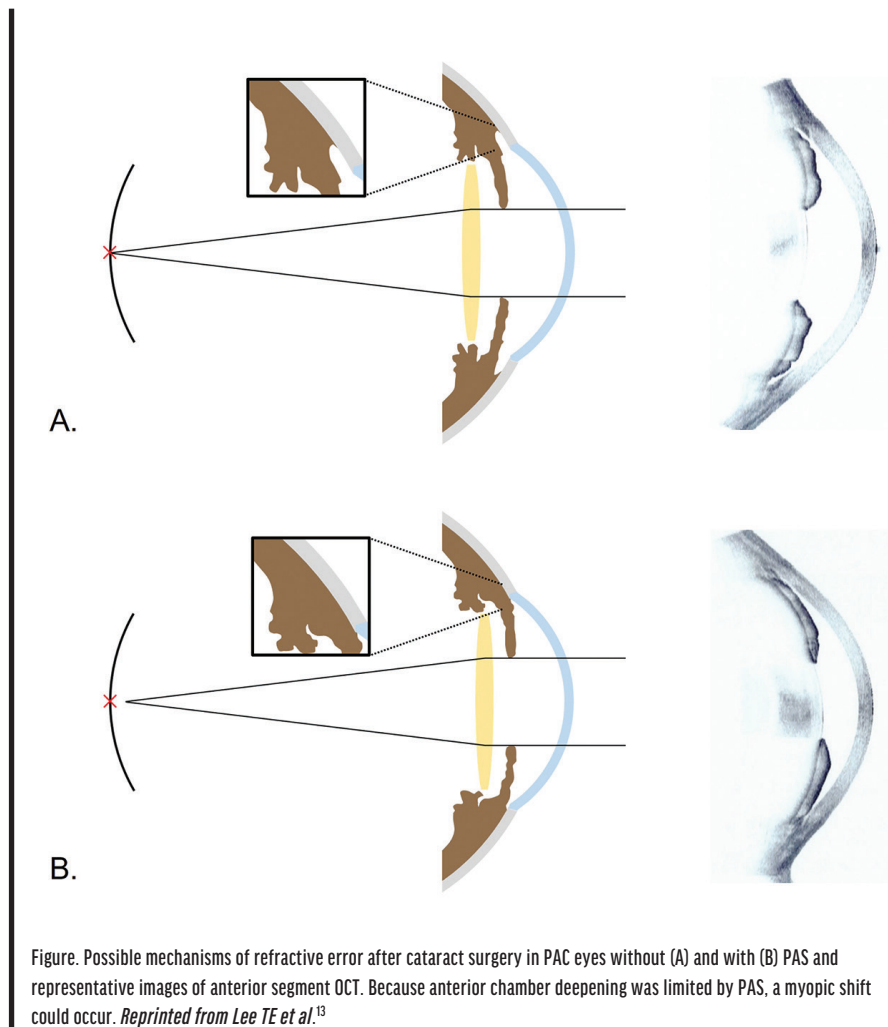 A.
B.
Figure. Possible mechanisms of refractive error after cataract surgery in PAC eyes without (A) and with (B) PAS and
representative images of anterior segment OCT. Because anterior chamber deepening was limited by PAS, a myopic shift
could occur. Reprinted from Lee TE et al.¹³